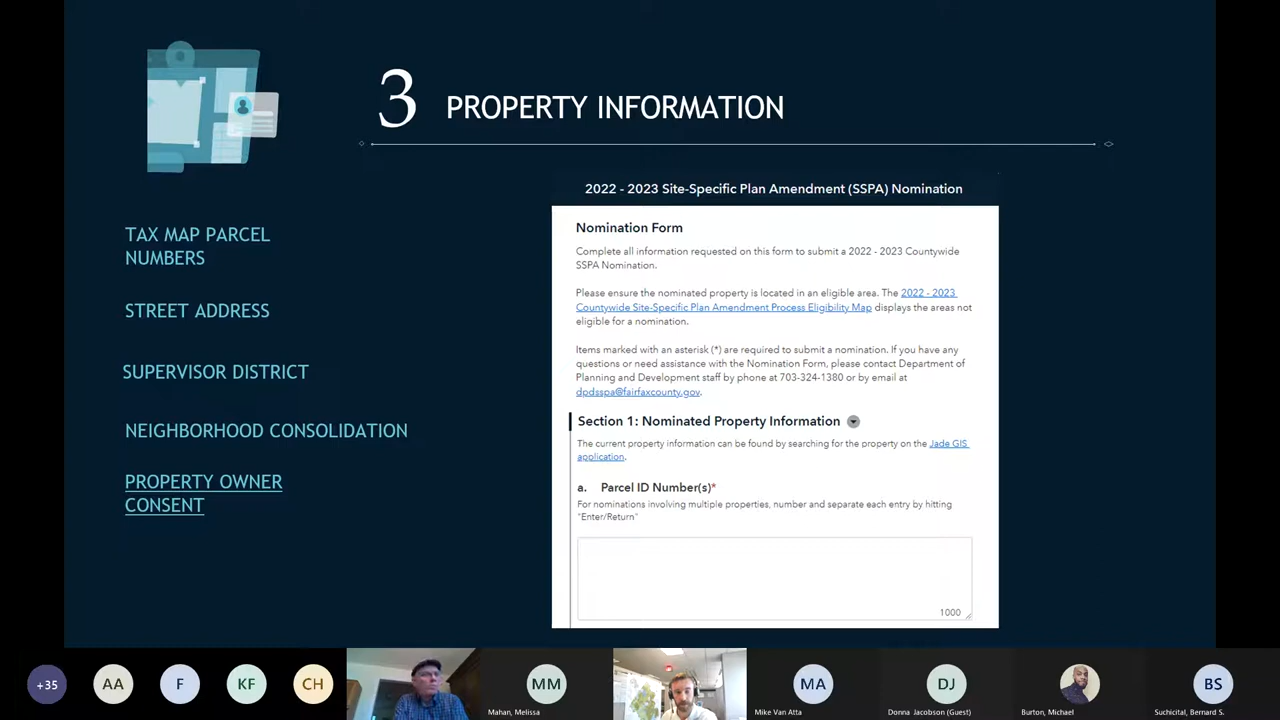 3 PROPERTY INFORMATION
TAX MAP PARCEL
NUMBERS
STREET ADDRESS
SUPERVISOR DISTRICT
NEIGHBORHOOD CONSOLIDATION
PROPERTY OWNER
CONSENT
2022 - 2023 Site-Specific Plan Amendment (SSPA) Nomination
Nomination Form
Complete all information requested on this form to submit a 2022 - 2023 Countywide
SSPA Nomination.
Please ensure the nominated property is located in an eligible area. The 2022 - 2023
Countywide Site-Specific Plan Amendment Process Eligibility Map displays the areas not
eligible for a nomination.
Items marked with an asterisk (*) are required to submit a nomination. If you have any
questions or need assistance with the Nomination Form, please contact Department of
Planning and Development staff by phone at 703-324-1380 or by email at
dpdsspa@fairfaxcounty.gov.
Section 1: Nominated Property Information
The current property information can be found by searching for the property on the Jade GIS
application.
a. Parcel ID Number(s)*
For nominations involving multiple properties, number and separate each entry by hitting
"Enter/Return"
1000
+35
AA
F
KF
CH
MM
Mahan, Melissa
MA
Mike Van Atta
DJ
Donna Jacobson (Guest)
Burton, Michael
BS
Suchicital, Bernard S.